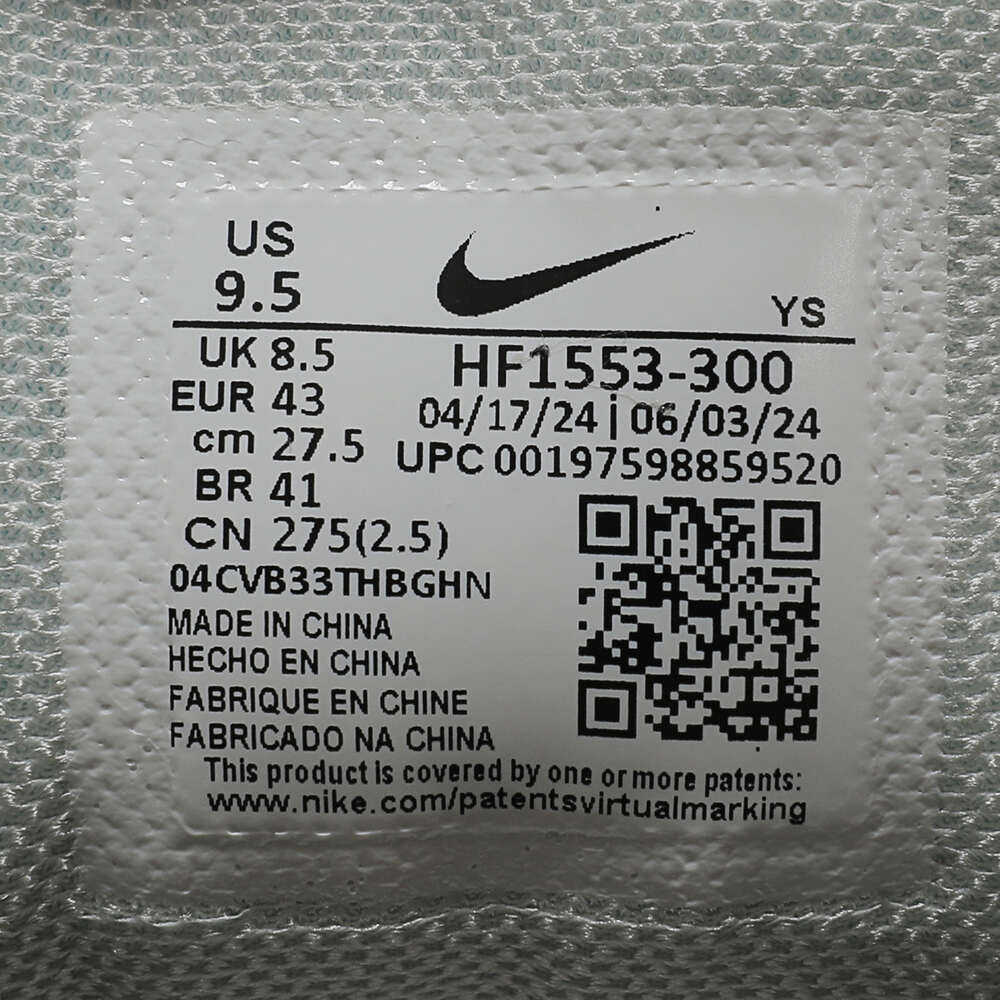 US
9.5
YS
UK 8.5
EUR 43
cm 27.5
BR 41
CN 275(2.5)
HF1553-300
04/17/24 | 06/03/24
UPC 00197598859520
04CVB33THBGHN
MADE IN CHINA
HECHO EN CHINA
FABRIQUE EN CHINE
FABRICADO NA CHINA
This product is covered by one or more patents:
www.nike.com/patentsvirtualmarking